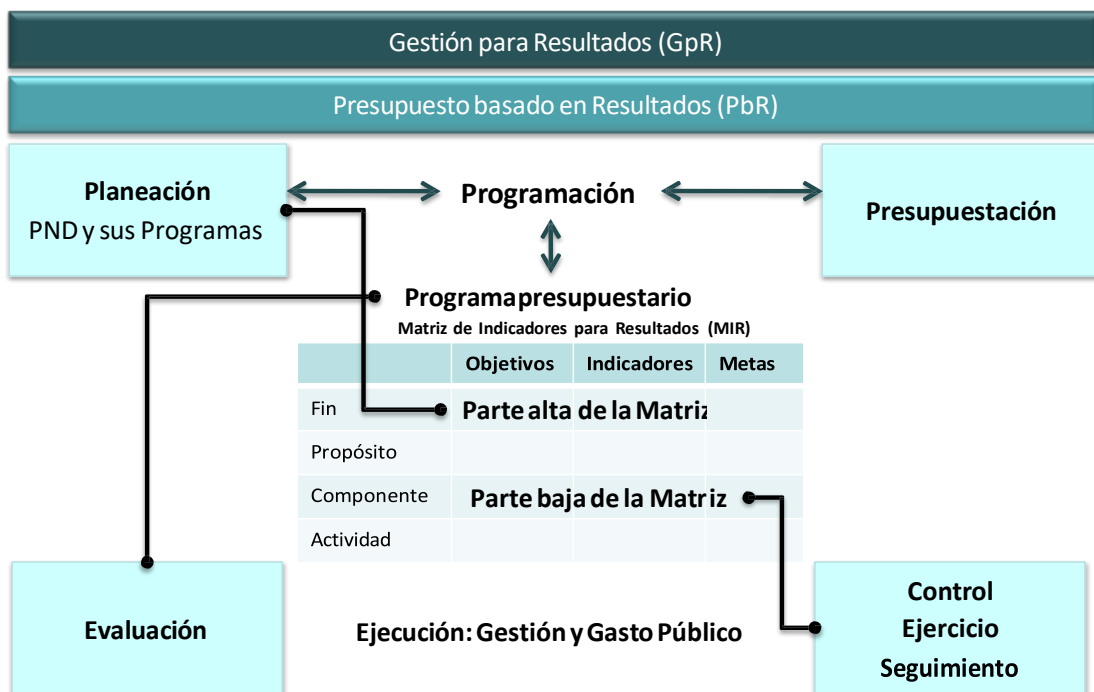 Gestión para Resultados (GpR)
Presupuesto basado en Resultados (PbR)
Planeación
PND y sus Programas
Programación
Presupuestación
Programa presupuestario
Matriz de Indicadores para Resultados (MIR)
Objetivos Indicadores Metas
Fin Parte alta de la Matriz
Propósito
Componente Parte baja de la Matriz
Actividad
Evaluación
Ejecución: Gestión y Gasto Público
Control
Ejercicio
Seguimiento